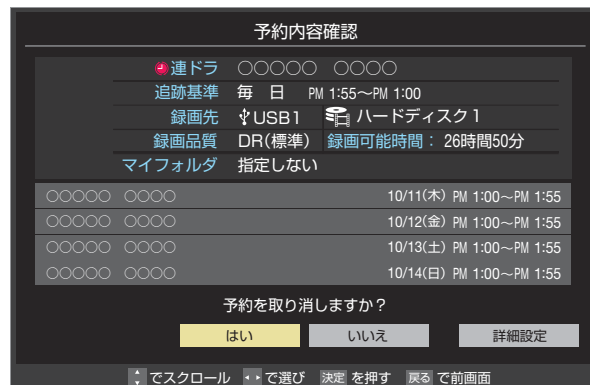 予約内容確認
連ドラ ○○○○○ ○○○○
追跡基準 毎 日 PM 1:55～PM 1:00
録画先 USB1 ハードディスク1
録画品質 DR(標準) 録画可能時間： 26時間50分
マイフォルダ 指定しない
○○○○○ ○○○○ 10/11(木) PM 1:00～PM 1:55
○○○○○ ○○○○ 10/12(金) PM 1:00～PM 1:55
○○○○○ ○○○○ 10/13(土) PM 1:00～PM 1:55
○○○○○ ○○○○ 10/14(日) PM 1:00～PM 1:55
予約を取り消しますか？
はい いいえ 詳細設定
でスクロール で選び 決定 を押す 戻る で前画面